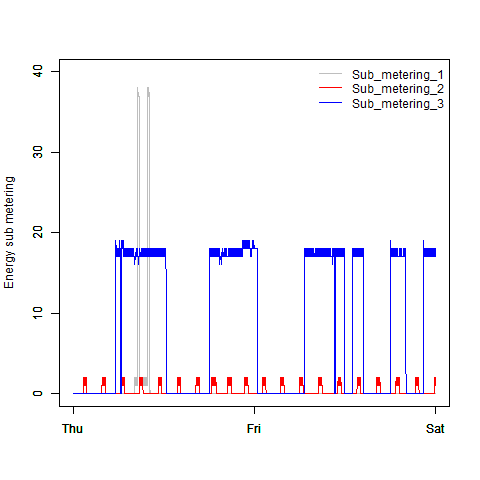 40
30
20
10
0
Energy sub metering
Sub_metering_1
Sub_metering_2
Sub_metering_3
Thu Fri Sat